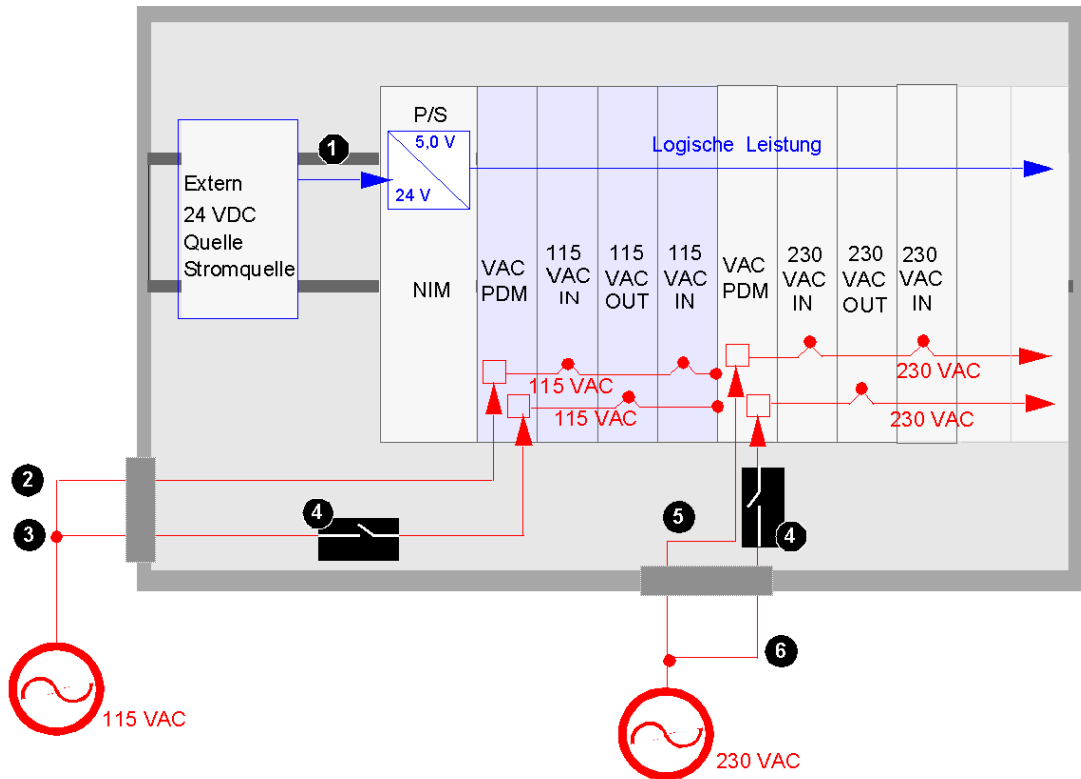 P/S
5,0 V
24 V
1
Logische Leistung
Extern
24 VDC
Quelle
Stromquelle
NIM
VAC
PDM
115
VAC
IN
115
VAC
OUT
115
VAC
IN
VAC
PDM
230
VAC
IN
230
VAC
OUT
230
VAC
IN
115 VAC
230 VAC
115 VAC
230 VAC
2
3
4
5
4
6
115 VAC
230 VAC